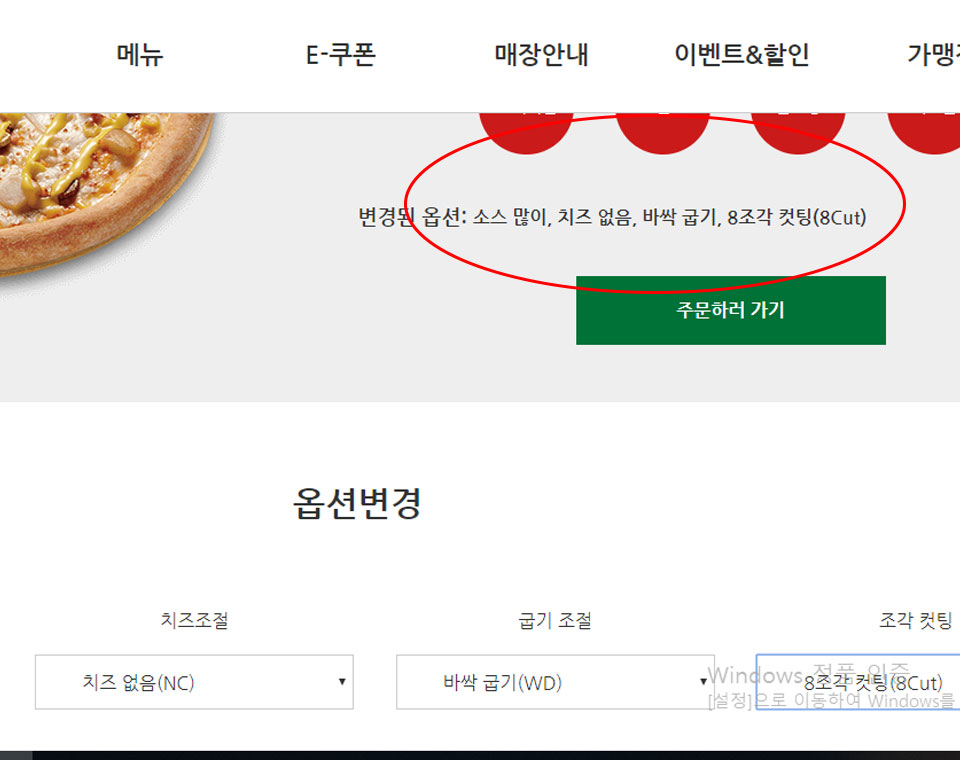 메뉴
E-쿠폰
매장안내
이벤트&할인
변경된 옵션: 소스 많이, 치즈 없음, 바싹 굽기, 8조각 컷팅(8Cut)
주문하러 가기
옵션변경
치즈조절
굽기 조절
조각 컷팅
치즈 없음(NC)
바싹 굽기(WD)
8조각 컷팅(8Cut)
Windows 정품 인증
[설정]으로 이동하여 Windows를